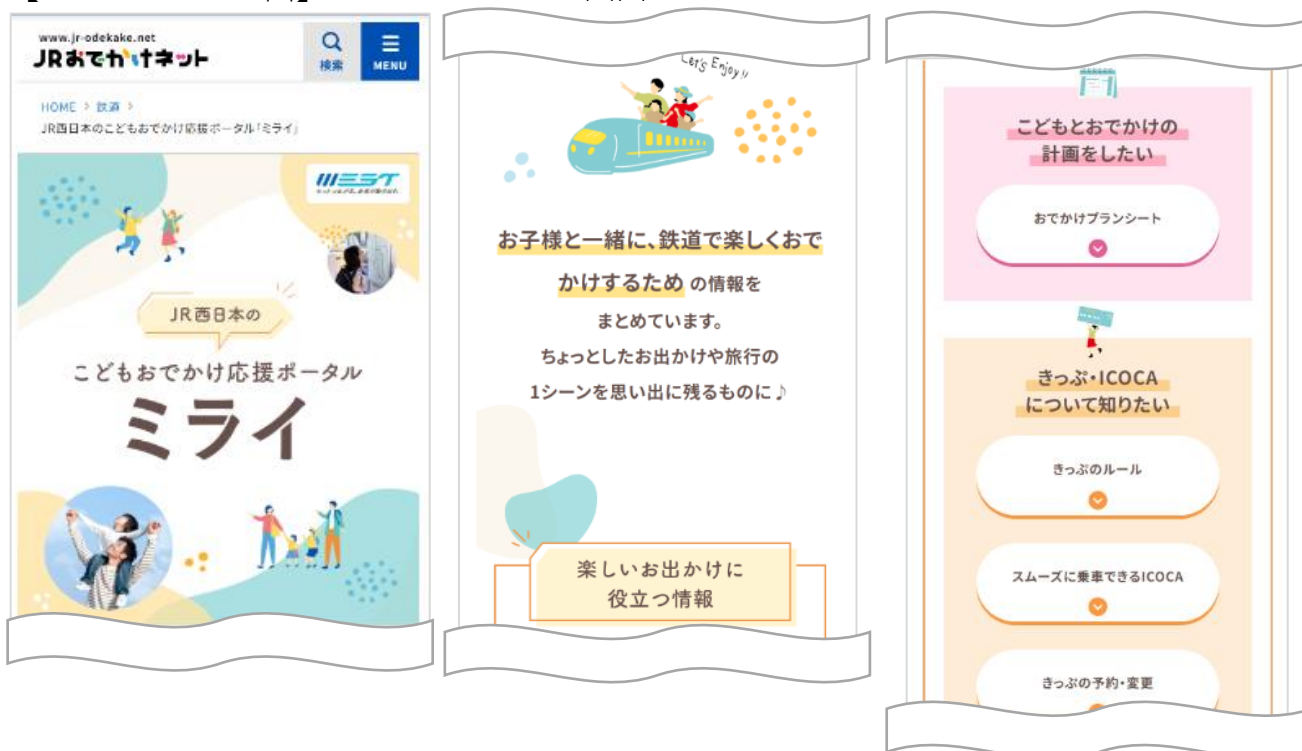 www.jr-odekake.net
JRおでかけネット
検索
MENU
HOME > 鉄道 >
JR西日本のこどもおでかけ応援ポータル「ミライ」
ミライ
JR西日本の
こどもおでかけ応援ポータル
ミライ
Let's Enjoy!!
お子様と一緒に、鉄道で楽しくおで
かけするため の情報を
まとめています。
ちょっとしたお出かけや旅行の
1シーンを思い出に残るものに♪
楽しいお出かけに
役立つ情報
こどもとおでかけの
計画をしたい
おでかけプランシート
きっぷ・ICOCA
について知りたい
きっぷのルール
スムーズに乗車できるICOCA
きっぷの予約・変更